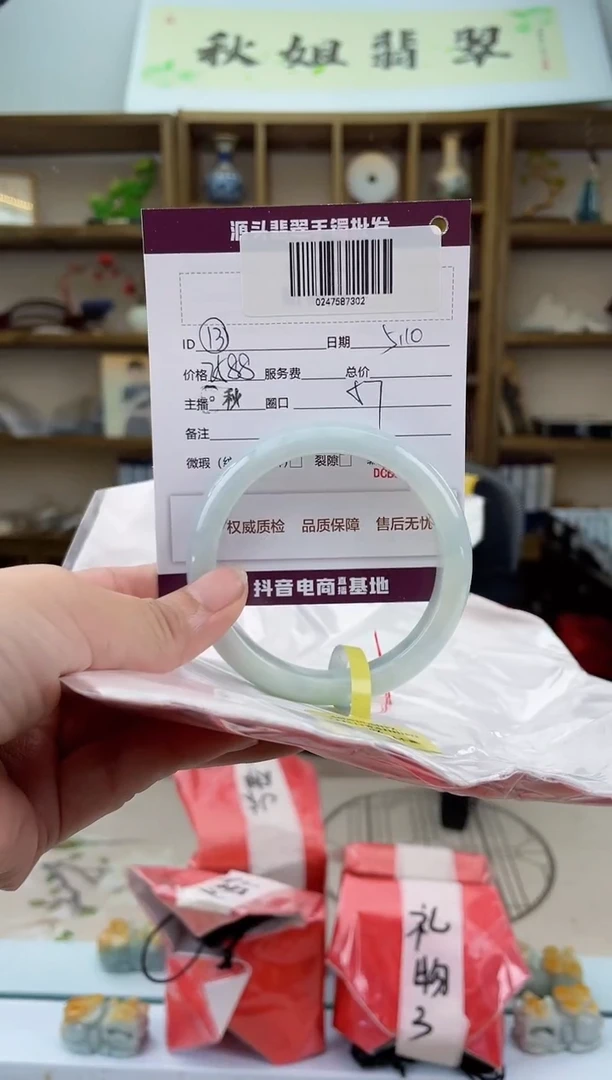 秋姐翡翠
源头翡翠手镯批发
0247587302
ID 13 日期 5.10
价格 服务费 总价
主播 秋 圈口
备注
微瑕 裂隙
权威质检 品质保障 售后无忧
抖音电商直播基地
礼物3